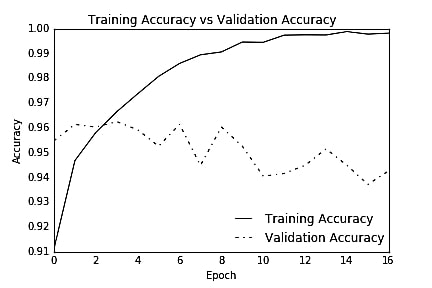 Training Accuracy vs Validation Accuracy
1.00
0.99
0.98
0.97
0.96
0.95
0.94
0.93
0.92
0.91
Accuracy
Training Accuracy
Validation Accuracy
0 2 4 6 8 10 12 14 16
Epoch